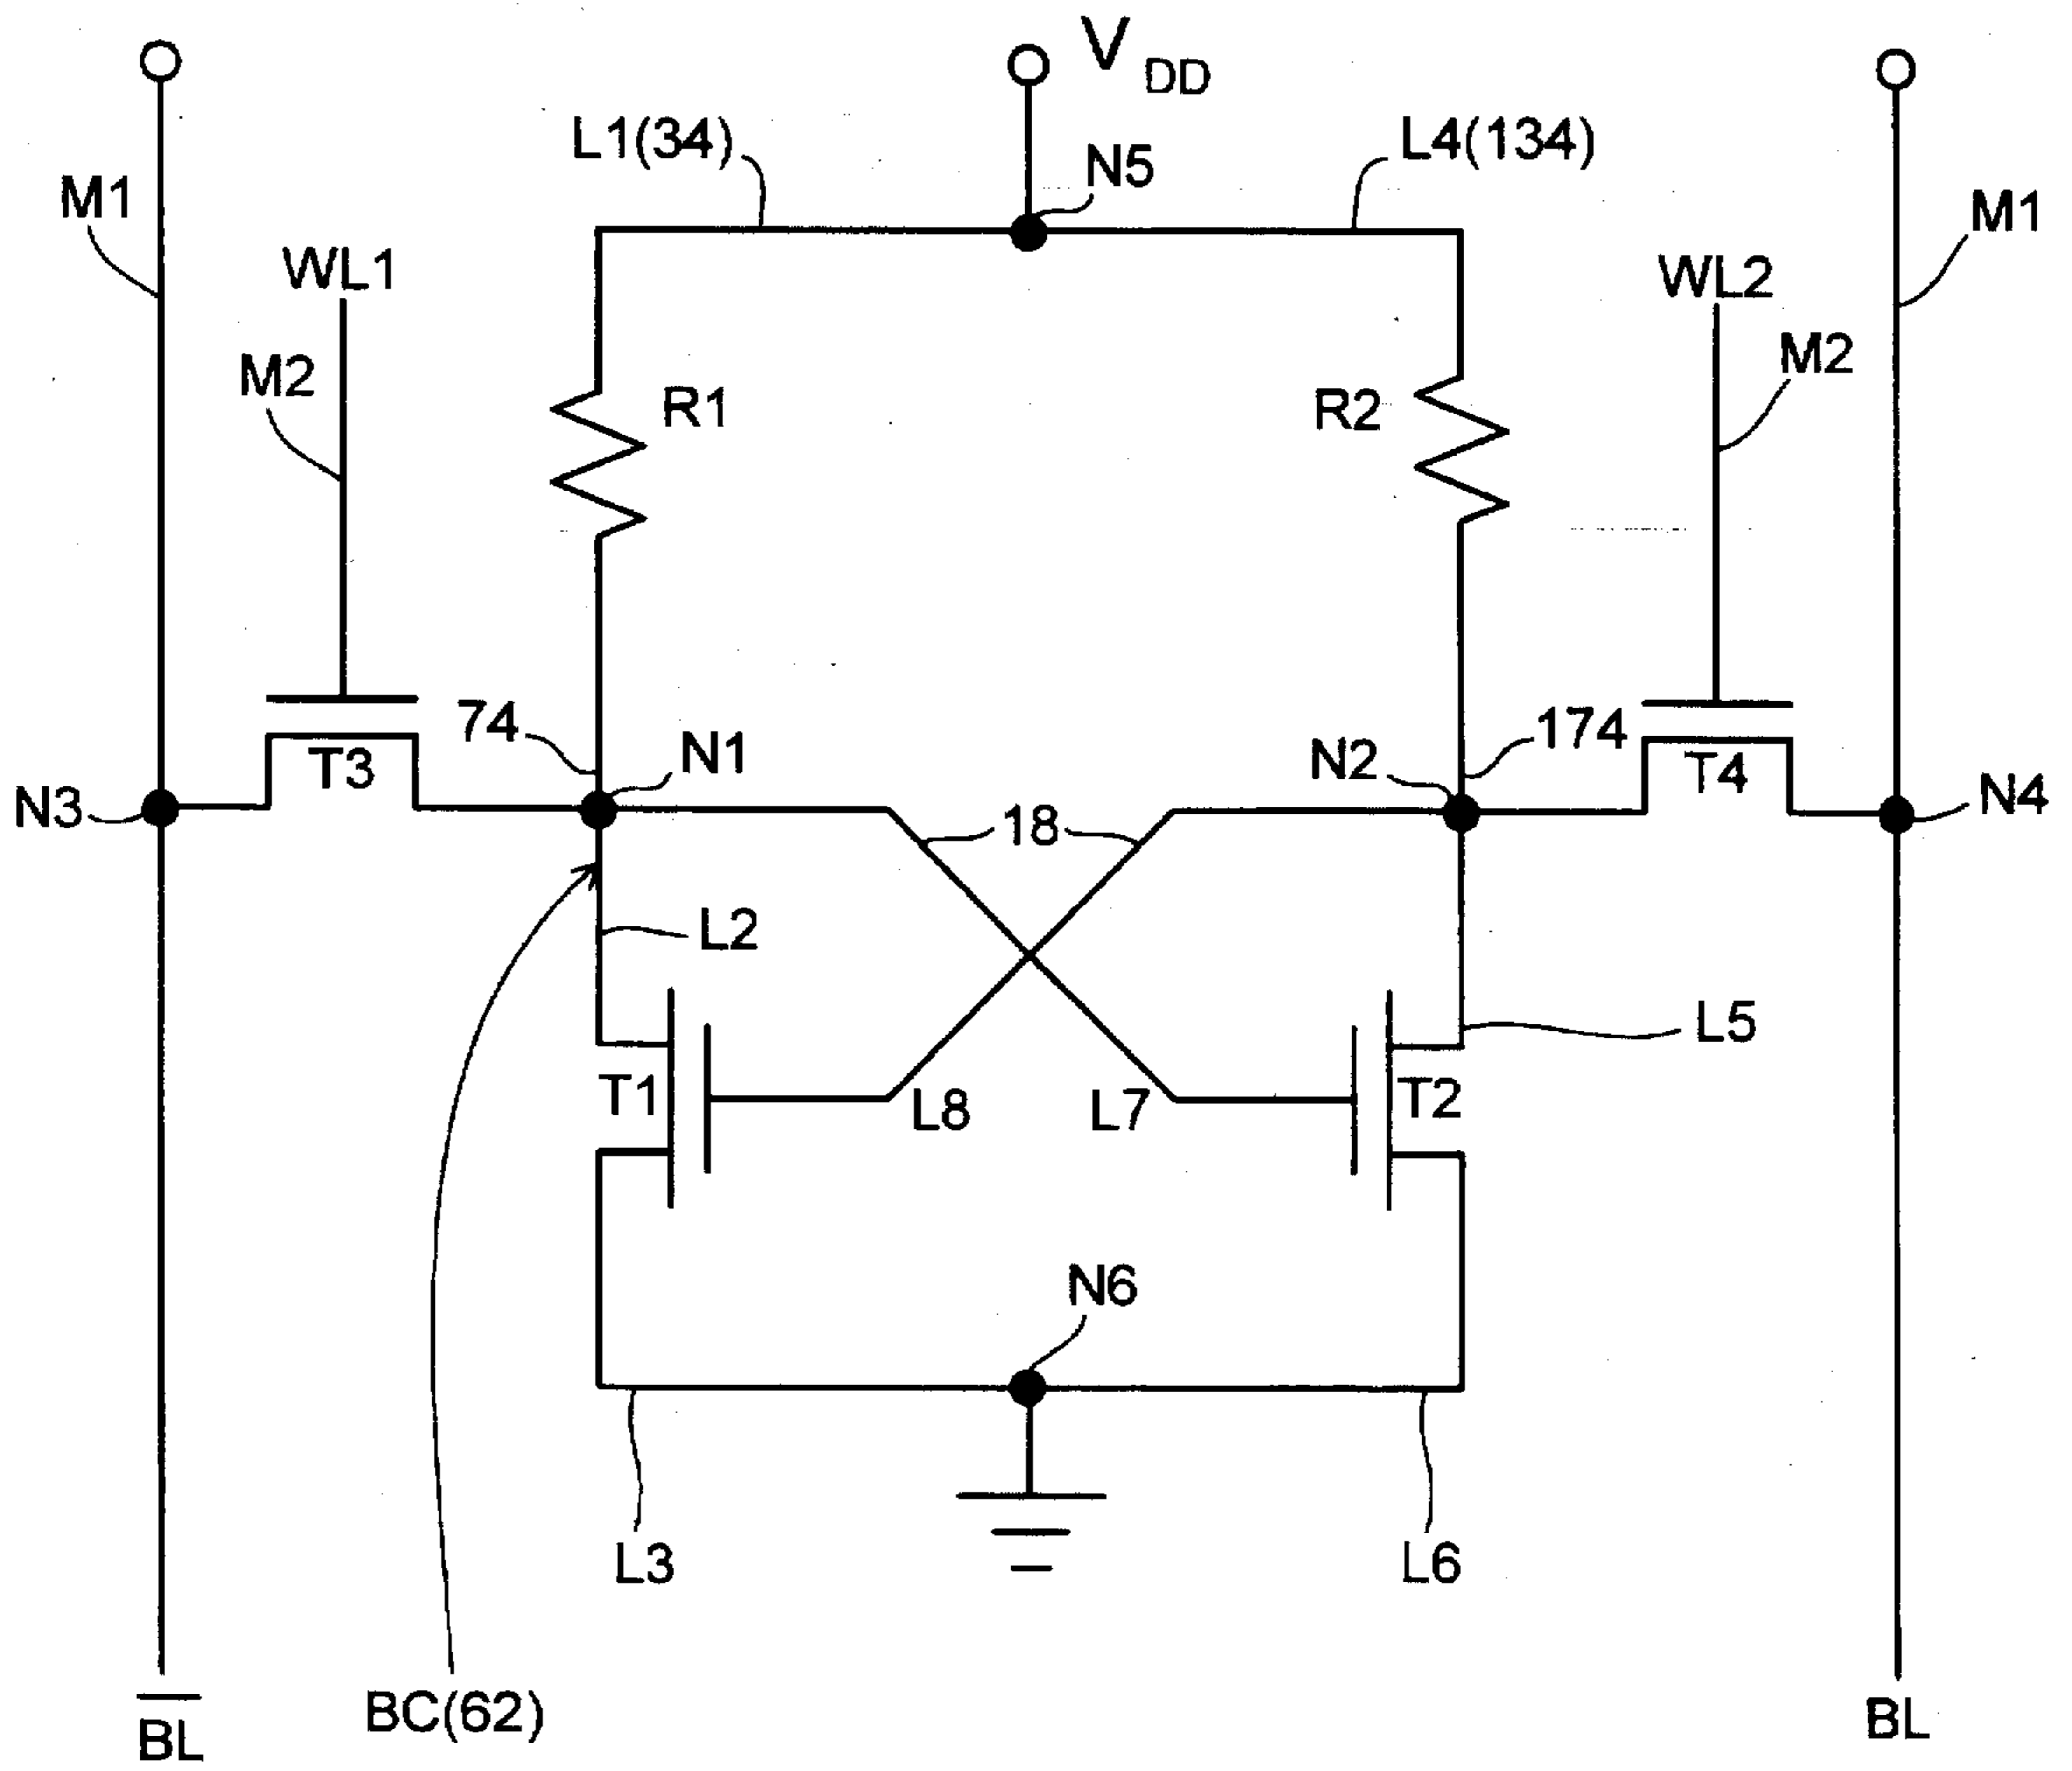 V DD
L1(34)
L4(134)
N5
M1
M1
WL1
WL2
M2
M2
R1
R2
74
N1
N2
174
T3
T4
N3
18
N4
L2
L5
T1
L8
L7
T2
N6
L3
L6
BC(62)
B̅L̅
BL